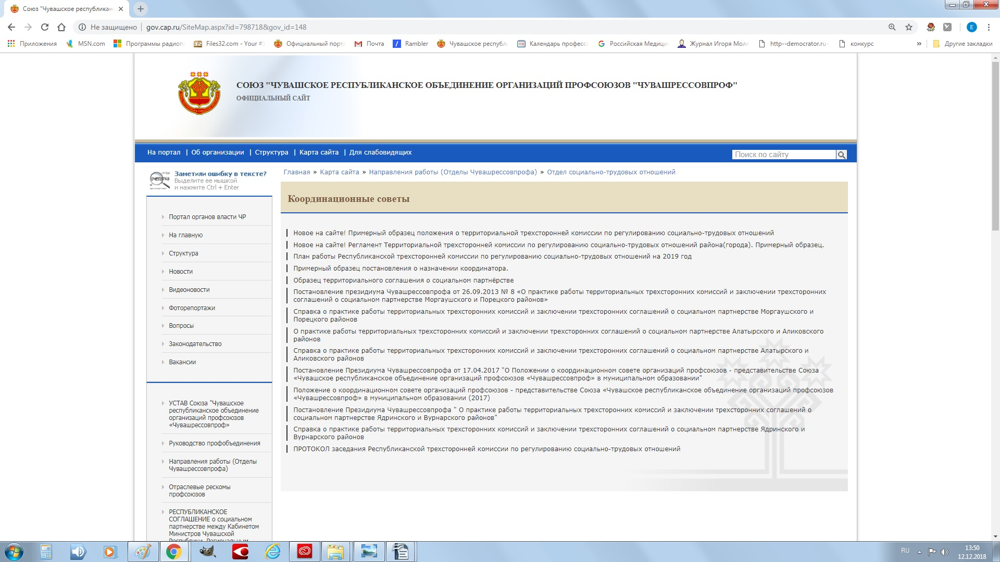 Союз "Чувашское республикан
Не защищено
gov.cap.ru/SiteMap.aspx?id=798718&gov_id=148
E
Приложения
MSN.com
Программы радиопе
Files32.com - Your #1
Официальный порта
Почта
Rambler
Чувашское республ
Календарь професс
Российская Медици
Журнал Игоря Моля
http--democrator.ru-
конкурс
»
Другие закладки
СОЮЗ "ЧУВАШСКОЕ РЕСПУБЛИКАНСКОЕ ОБЪЕДИНЕНИЕ ОРГАНИЗАЦИЙ ПРОФСОЮЗОВ "ЧУВАШРЕССОВПРОФ"
ОФИЦИАЛЬНЫЙ САЙТ
На портал | Об организации | Структура | Карта сайта | Для слабовидящих
Поиск по сайту
очепятка
Заметили ошибку в тексте?
Выделите ее мышкой
и нажмите Ctrl + Enter
Портал органов власти ЧР
На главную
Структура
Новости
Видеоновости
Фоторепортажи
Вопросы
Законодательство
Вакансии
УСТАВ Союза "Чувашское
республиканское объединение
организаций профсоюзов
«Чувашрессовпроф»
Руководство профобъединения
Направления работы (Отделы
Чувашрессовпрофа)
Отраслевые рескомы
профсоюзов
РЕСПУБЛИКАНСКОЕ
СОГЛАШЕНИЕ о социальном
партнерстве между Кабинетом
Министров Чувашской
Республики, Региональным
Главная » Карта сайта » Направления работы (Отделы Чувашрессовпрофа) » Отдел социально-трудовых отношений
Координационные советы
Новое на сайте! Примерный образец положения о территориальной трехсторонней комиссии по регулированию социально-трудовых отношений
Новое на сайте! Регламент Территориальной трехсторонней комиссии по регулированию социально-трудовых отношений района(города). Примерный образец.
План работы Республиканской трехсторонней комиссии по регулированию социально-трудовых отношений на 2019 год
Примерный образец постановления о назначении координатора.
Образец территориального соглашения о социальном партнёрстве
Постановление президиума Чувашрессовпрофа от 26.09.2013 № 8 «О практике работы территориальных трехсторонних комиссий и заключении трехсторонних
соглашений о социальном партнерстве Моргаушского и Порецкого районов»
Справка о практике работы территориальных трехсторонних комиссий и заключении трехсторонних соглашений о социальном партнерстве Моргаушского и
Порецкого районов
О практике работы территориальных трехсторонних комиссий и заключении трехсторонних соглашений о социальном партнерстве Алатырского и Аликовского
районов
Справка о практике работы территориальных трехсторонних комиссий и заключении трехсторонних соглашений о социальном партнерстве Алатырского и
Аликовского районов
Постановление Президиума Чувашрессовпрофа от 17.04.2017 "О Положении о координационном совете организаций профсоюзов - представительстве Союза
«Чувашское республиканское объединение организаций профсоюзов «Чувашрессовпроф» в муниципальном образовании"
Положение о координационном совете организаций профсоюзов - представительстве Союза «Чувашское республиканское объединение организаций профсоюзов
«Чувашрессовпроф» в муниципальном образовании (2017)
Постановление Президиума Чувашрессовпрофа " О практике работы территориальных трехсторонних комиссий и заключении трехсторонних соглашений о
социальном партнерстве Ядринского и Вурнарского районов"
Справка о практике работы территориальных трехсторонних комиссий и заключении трехсторонних соглашений о социальном партнерстве Ядринского и
Вурнарского районов
ПРОТОКОЛ заседания Республиканской трехсторонней комиссии по регулированию социально-трудовых отношений
RU
13:50
12.12.2018